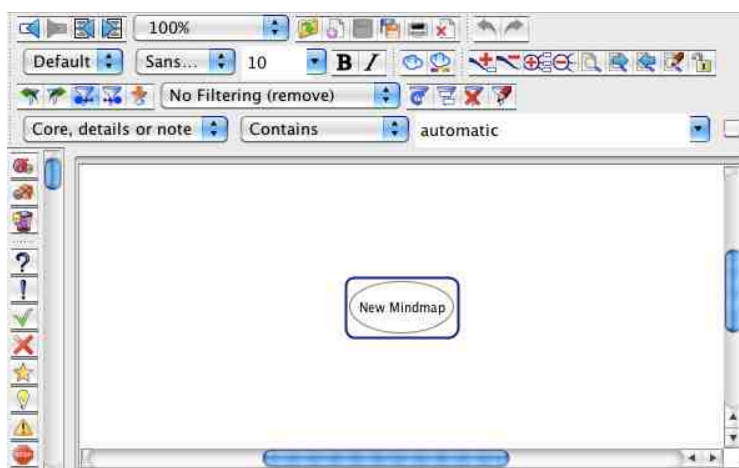 100%
Default Sans... 10 B I
No Filtering (remove)
Core, details or note Contains automatic
New Mindmap